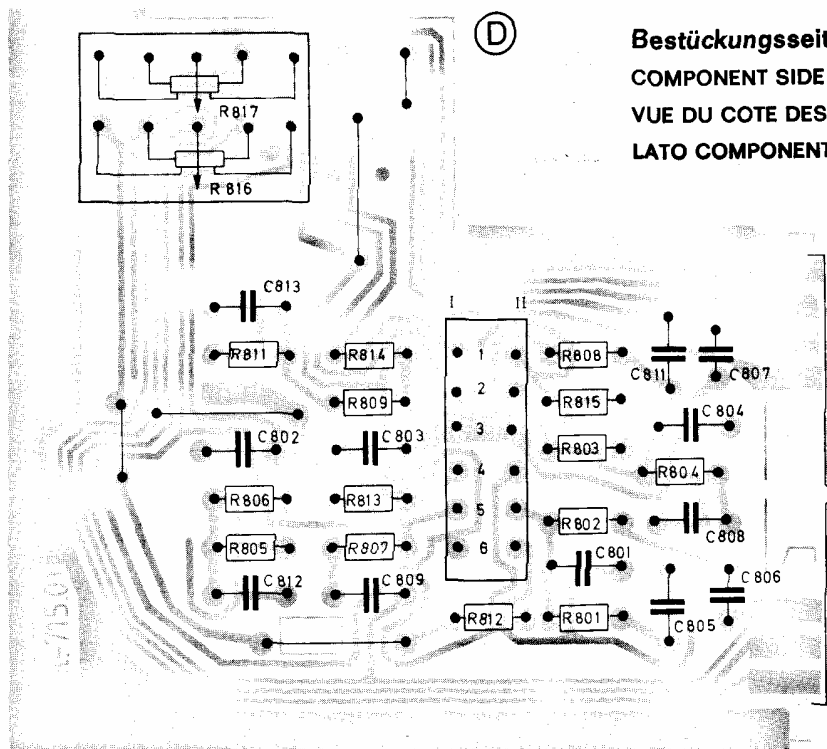 D
Bestückungsseit
COMPONENT SIDE
VUE DU COTE DES
LATO COMPONENT
R817
R816
C813
I II
R811 R814 1 R808 C811 C807
R809 2 R815 C804
C802 C803 3 R803
4 R804
R806 R813 5 R802 C808
R805 R807 6 C801
C812 C809 C805 C806
R812 R801